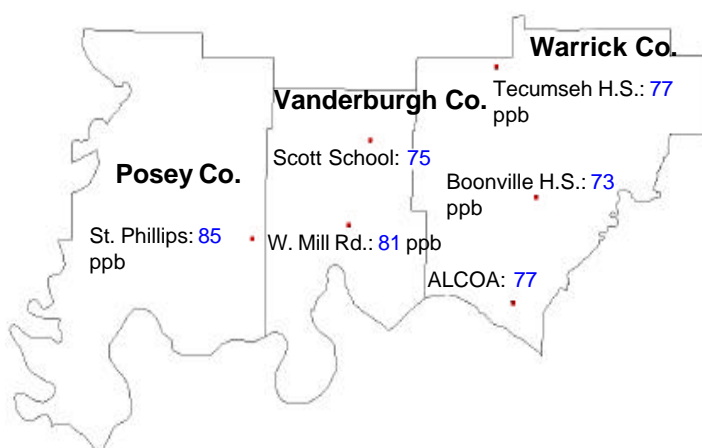 Warrick Co.
Tecumseh H.S.: 77
ppb
Vanderburgh Co.
Scott School: 75
Posey Co.
Boonville H.S.: 73
ppb
St. Phillips: 85
ppb
W. Mill Rd.: 81 ppb
ALCOA: 77